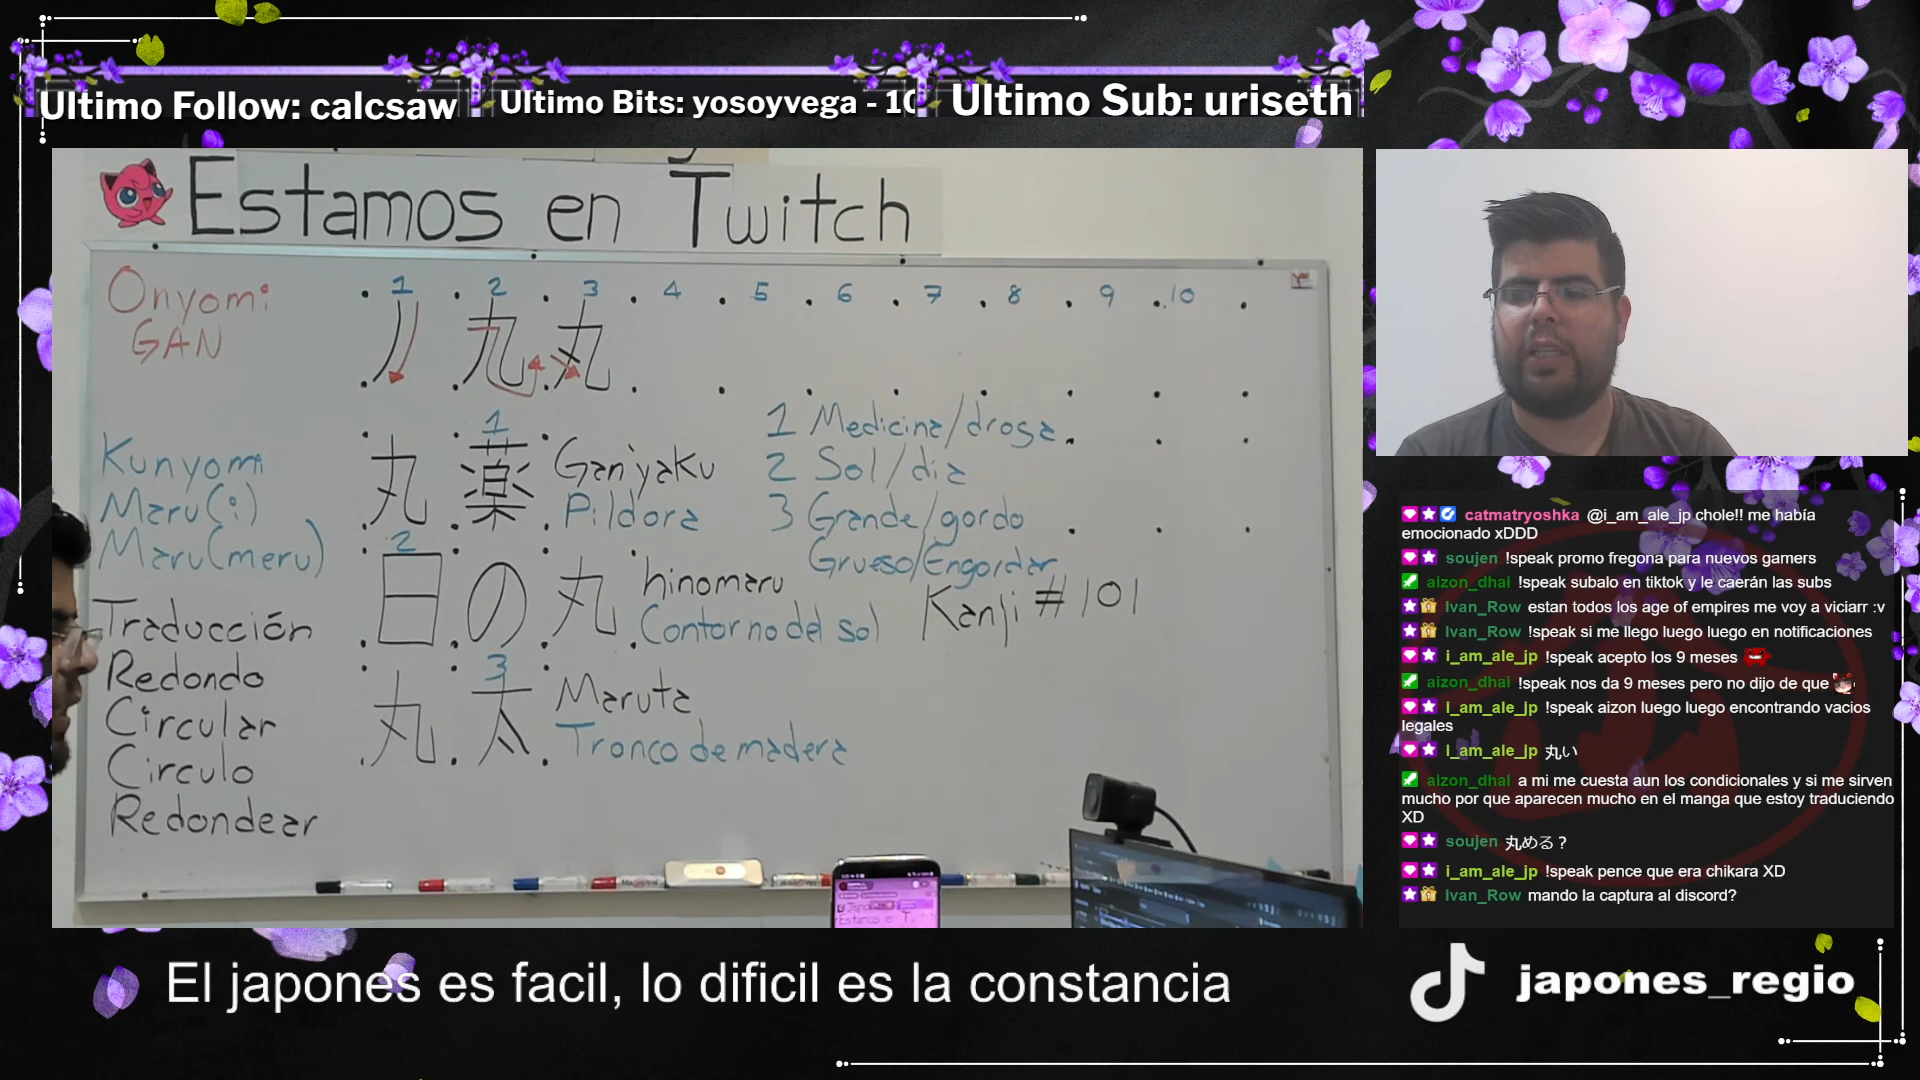 Ultimo Follow: calcsaw
Ultimo Bits: yosoyvega - 10
Ultimo Sub: uriseth
Estamos en Twitch
Onyomi
GAN
1 2 3 4 5 6 7 8 9 10
丿 九 丸
Kunyomi
Maru(i)
Maru(meru)
Traducción
Redondo
Circular
Circulo
Redondear
1
丸薬 Gan'yaku
Pildora
2
日の丸 hinomaru
Contorno del sol
3
丸太 Maruta
Tronco de madera
1 Medicina/droga
2 Sol/dia
3 Grande/gordo
Grueso/Engordar
Kanji #101
catmatryoshka @i_am_ale_jp chole!! me había
emocionado xDDD
soujen !speak promo fregona para nuevos gamers
aizon_dhai !speak subalo en tiktok y le caerán las subs
Ivan_Row estan todos los age of empires me voy a viciarr :v
Ivan_Row !speak si me llego luego luego en notificaciones
i_am_ale_jp !speak acepto los 9 meses
aizon_dhai !speak nos da 9 meses pero no dijo de que
i_am_ale_jp !speak aizon luego luego encontrando vacios
legales
i_am_ale_jp 丸い
aizon_dhai a mi me cuesta aun los condicionales y si me sirven
mucho por que aparecen mucho en el manga que estoy traduciendo
XD
soujen 丸める？
i_am_ale_jp !speak pence que era chikara XD
Ivan_Row mando la captura al discord?
El japones es facil, lo dificil es la constancia
japones_regio